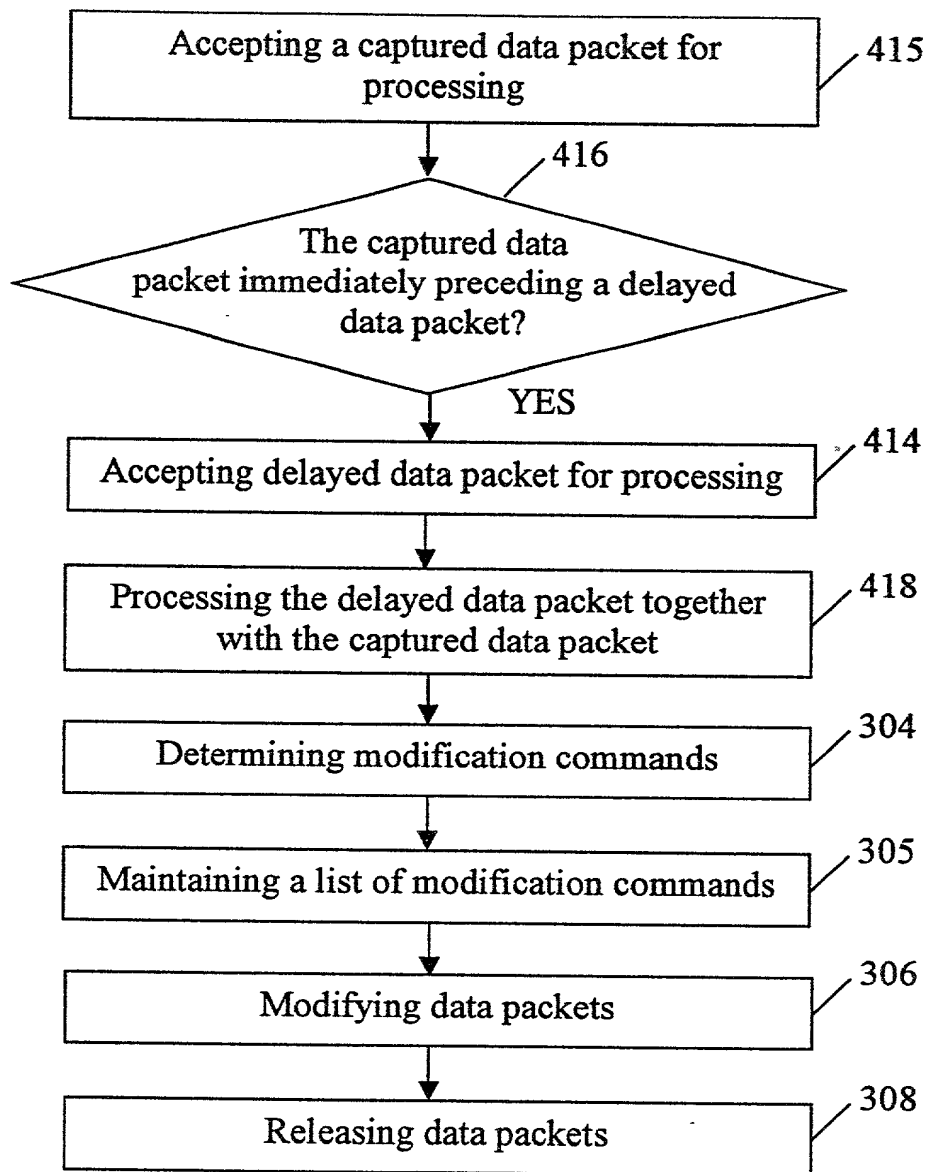 Accepting a captured data packet for
processing
415
416
The captured data
packet immediately preceding a delayed
data packet?
YES
414
Accepting delayed data packet for processing
418
Processing the delayed data packet together
with the captured data packet
304
Determining modification commands
305
Maintaining a list of modification commands
306
Modifying data packets
308
Releasing data packets